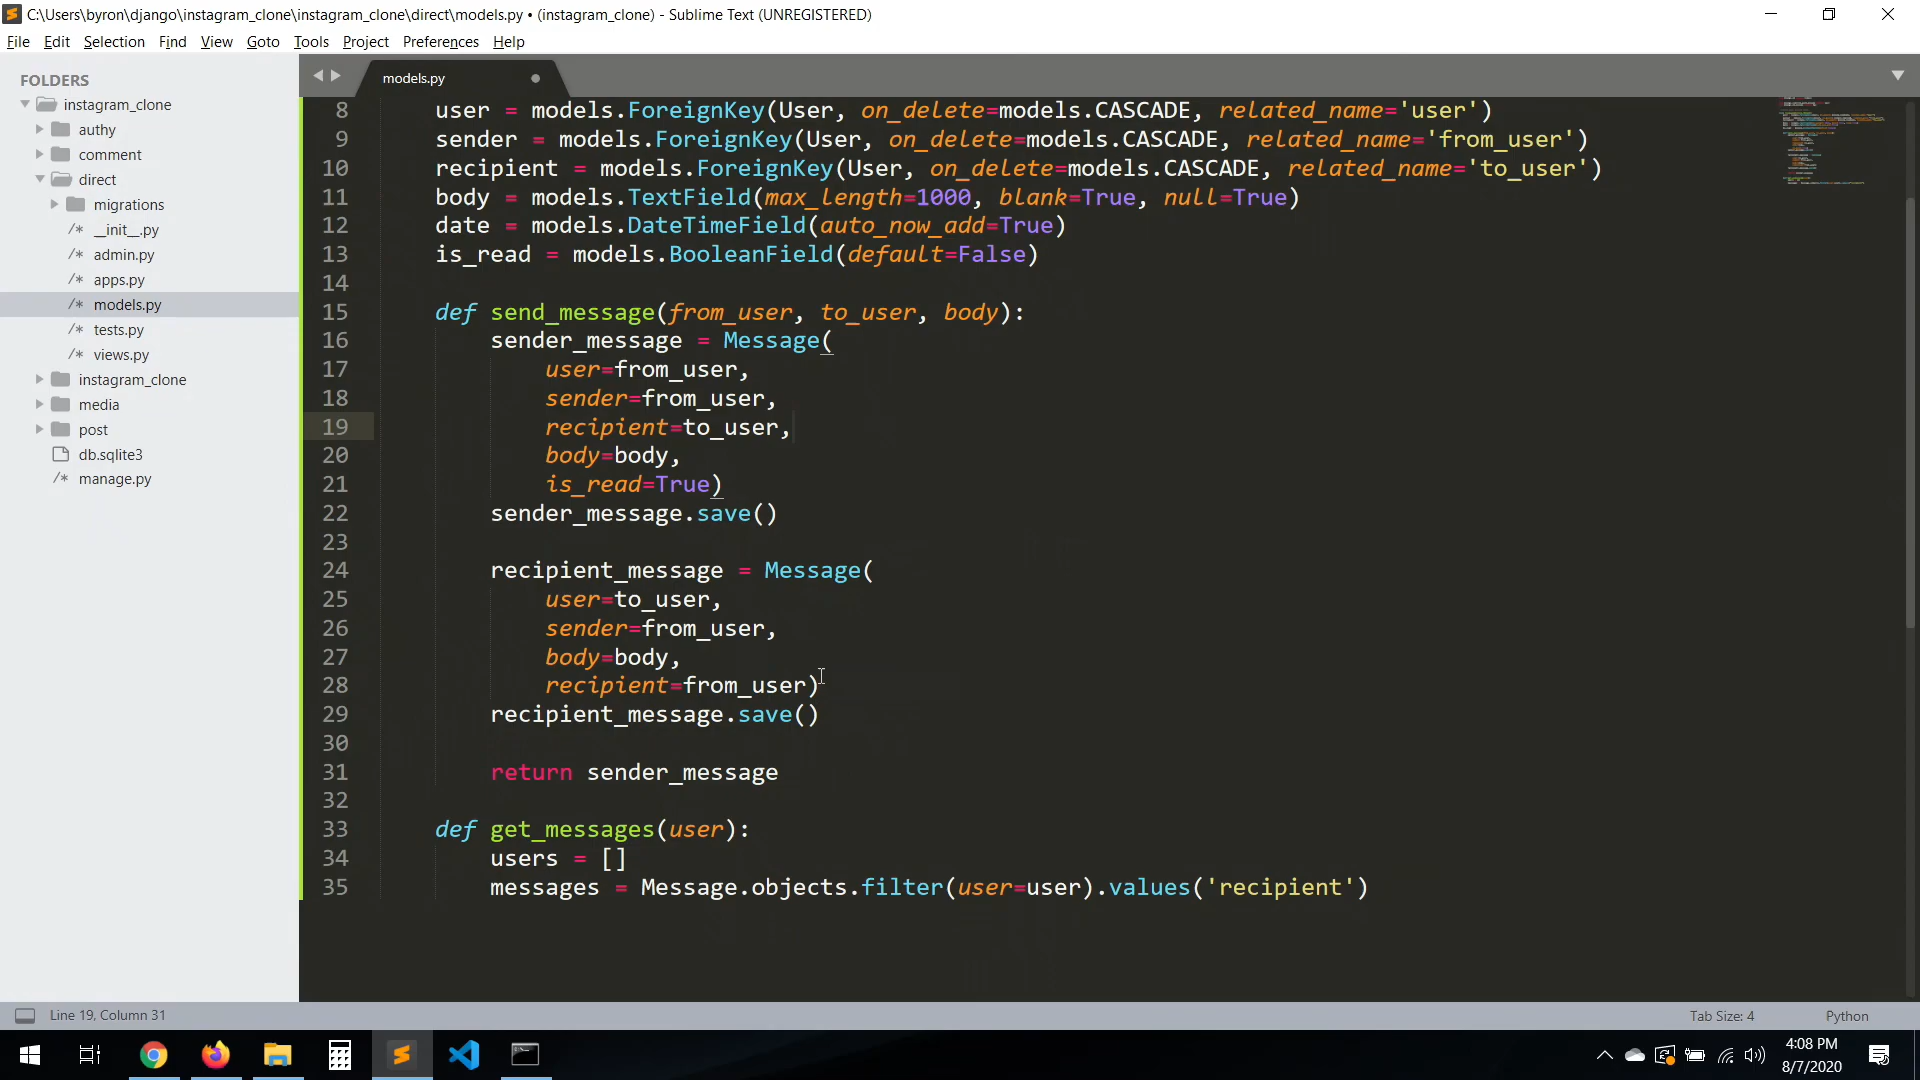 C:\Users\byron\django\instagram_clone\instagram_clone\direct\models.py • (instagram_clone) - Sublime Text (UNREGISTERED)
File Edit Selection Find View Goto Tools Project Preferences Help
FOLDERS
instagram_clone
authy
comment
direct
migrations
/* __init__.py
/* admin.py
/* apps.py
/* models.py
/* tests.py
/* views.py
instagram_clone
media
post
db.sqlite3
/* manage.py
models.py
8 user = models.ForeignKey(User, on_delete=models.CASCADE, related_name='user')
9 sender = models.ForeignKey(User, on_delete=models.CASCADE, related_name='from_user')
10 recipient = models.ForeignKey(User, on_delete=models.CASCADE, related_name='to_user')
11 body = models.TextField(max_length=1000, blank=True, null=True)
12 date = models.DateTimeField(auto_now_add=True)
13 is_read = models.BooleanField(default=False)
14
15 def send_message(from_user, to_user, body):
16 sender_message = Message(
17 user=from_user,
18 sender=from_user,
19 recipient=to_user,
20 body=body,
21 is_read=True)
22 sender_message.save()
23
24 recipient_message = Message(
25 user=to_user,
26 sender=from_user,
27 body=body,
28 recipient=from_user)
29 recipient_message.save()
30
31 return sender_message
32
33 def get_messages(user):
34 users = []
35 messages = Message.objects.filter(user=user).values('recipient')
Line 19, Column 31
Tab Size: 4
Python
4:08 PM
8/7/2020